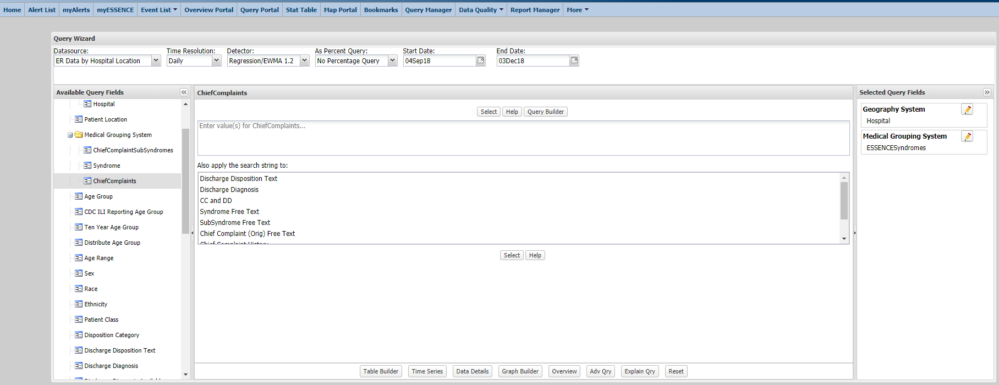 Home Alert List myAlerts myESSENCE Event List Overview Portal Query Portal Stat Table Map Portal Bookmarks Query Manager Data Quality Report Manager More
Query Wizard
Datasource: Time Resolution: Detector: As Percent Query: Start Date: End Date:
ER Data by Hospital Location Daily Regression/EWMA 1.2 No Percentage Query 04Sep18 03Dec18
Available Query Fields
Hospital
Patient Location
Medical Grouping System
ChiefComplaintSubSyndromes
Syndrome
ChiefComplaints
Age Group
CDC ILI Reporting Age Group
Ten Year Age Group
Distribute Age Group
Age Range
Sex
Race
Ethnicity
Patient Class
Disposition Category
Discharge Disposition Text
Discharge Diagnosis
ChiefComplaints
Select Help Query Builder
Enter value(s) for ChiefComplaints...
Also apply the search string to:
Discharge Disposition Text
Discharge Diagnosis
CC and DD
Syndrome Free Text
SubSyndrome Free Text
Chief Complaint (Orig) Free Text
Chief Complaint History
Select Help
Table Builder Time Series Data Details Graph Builder Overview Adv Qry Explain Qry Reset
Selected Query Fields
Geography System
Hospital
Medical Grouping System
ESSENCESyndromes